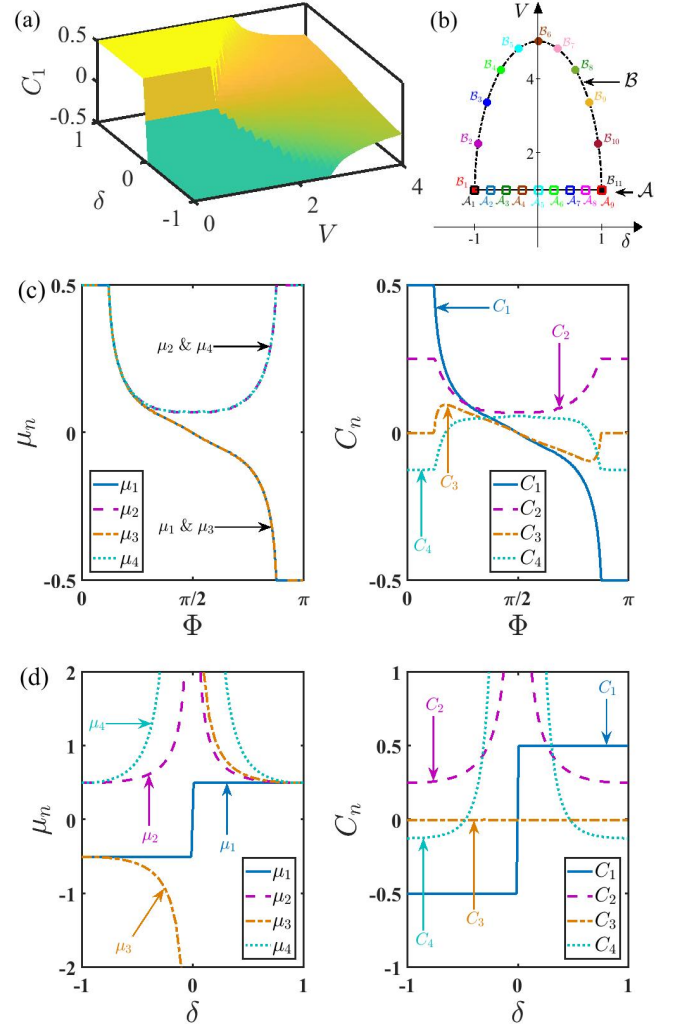 (a)
0.5
0
-0.5
C₁
1
0
-1
δ
0
2
4
V
(b)
V
ℬ₆
ℬ₅
ℬ₇
ℬ₄
ℬ₈
ℬ
4
ℬ₃
ℬ₉
ℬ₂
ℬ₁₀
2
ℬ₁
ℬ₁₁
𝒜
𝒜₁ 𝒜₂ 𝒜₃ 𝒜₄ 𝒜₅ 𝒜₆ 𝒜₇ 𝒜₈ 𝒜₉
-1
0
1
δ
(c)
0.5
0
-0.5
μₙ
μ₂ & μ₄
μ₁ & μ₃
μ₁
μ₂
μ₃
μ₄
0
π/2
π
Φ
0.5
0
-0.5
Cₙ
C₁
C₂
C₃
C₄
C₁
C₂
C₃
C₄
0
π/2
π
Φ
(d)
2
1
0
-1
-2
μₙ
μ₄
μ₂
μ₁
μ₃
μ₁
μ₂
μ₃
μ₄
-1
0
1
δ
1
0.5
0
-0.5
-1
Cₙ
C₂
C₁
C₄
C₃
C₁
C₂
C₃
C₄
-1
0
1
δ